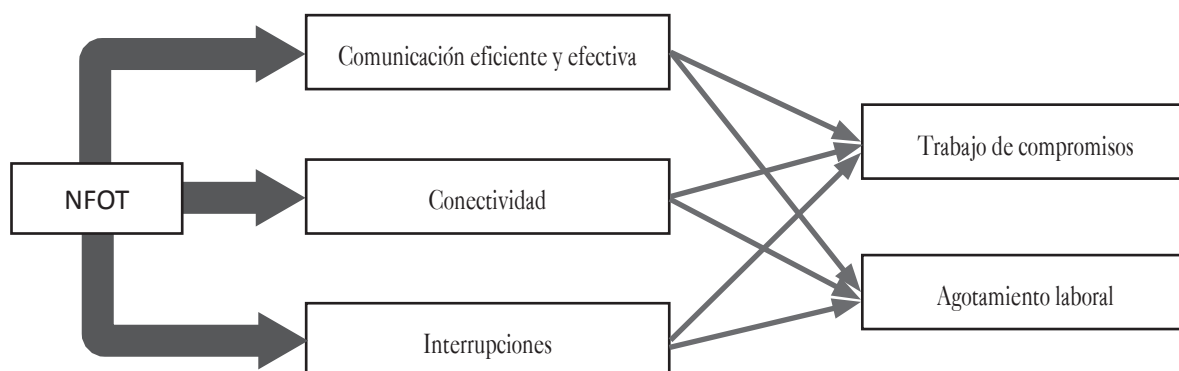 Comunicación eficiente y efectiva
Trabajo de compromisos
NFOT
Conectividad
Agotamiento laboral
Interrupciones